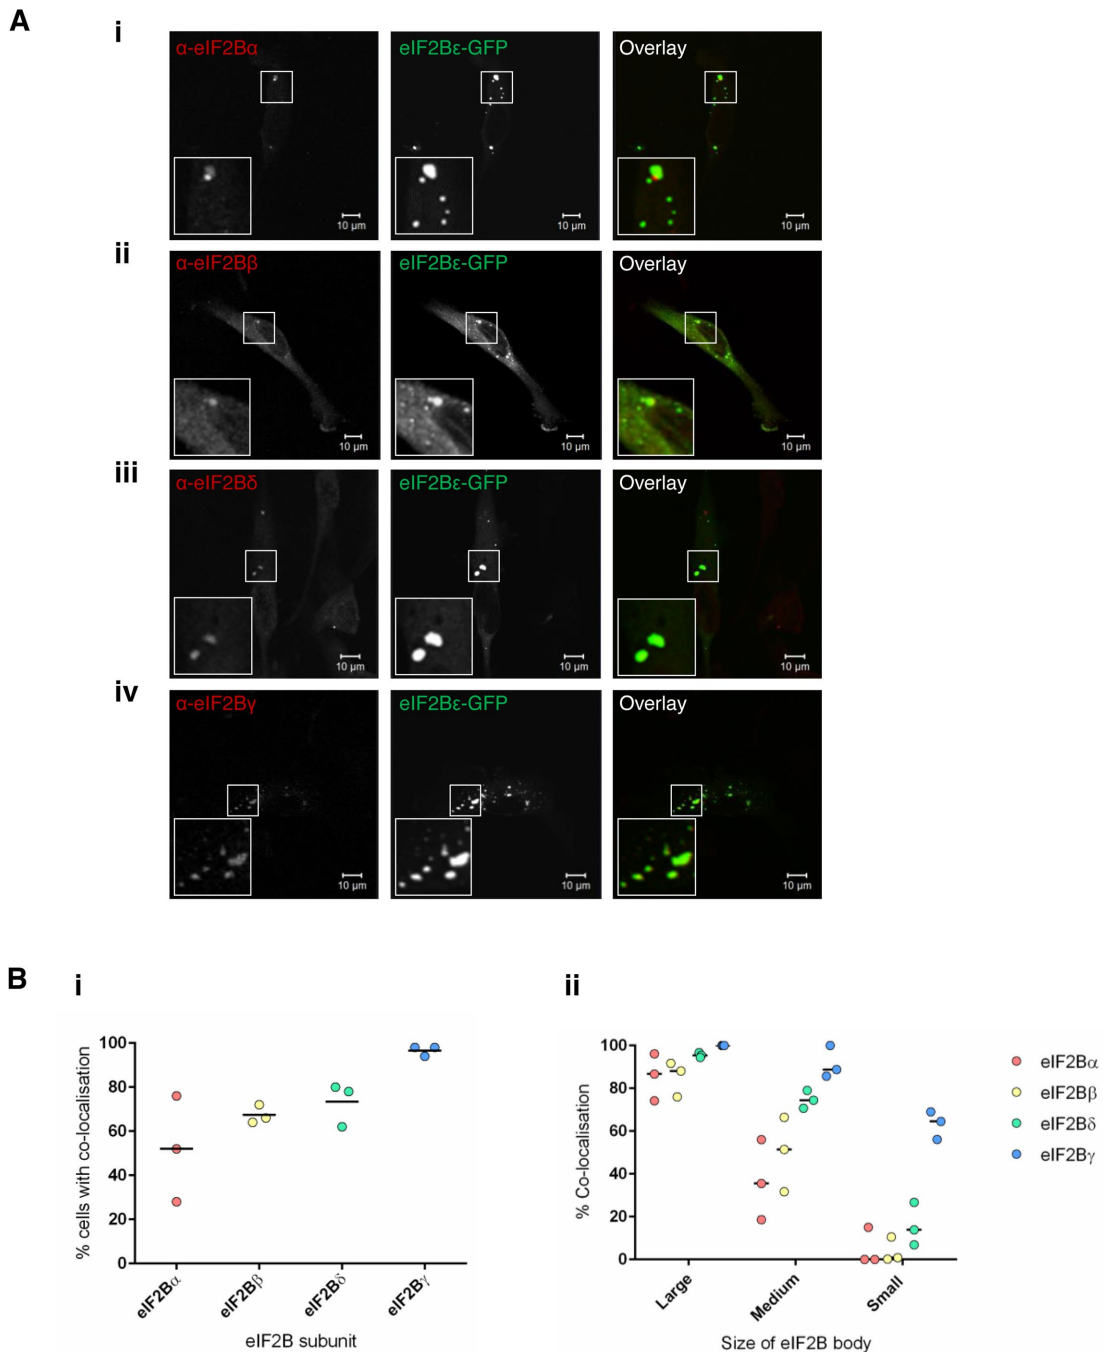 A
i
α-eIF2Bα eIF2Bε-GFP Overlay
10 µm 10 µm 10 µm
ii
α-eIF2Bβ eIF2Bε-GFP Overlay
10 µm 10 µm 10 µm
iii
α-eIF2Bδ eIF2Bε-GFP Overlay
10 µm 10 µm 10 µm
iv
α-eIF2Bγ eIF2Bε-GFP Overlay
10 µm 10 µm 10 µm
B
i
% cells with co-localisation
100
80
60
40
20
0
eIF2Bα eIF2Bβ eIF2Bδ eIF2Bγ
eIF2B subunit
ii
% Co-localisation
100
80
60
40
20
0
Large Medium Small
Size of eIF2B body
eIF2Bα
eIF2Bβ
eIF2Bδ
eIF2Bγ